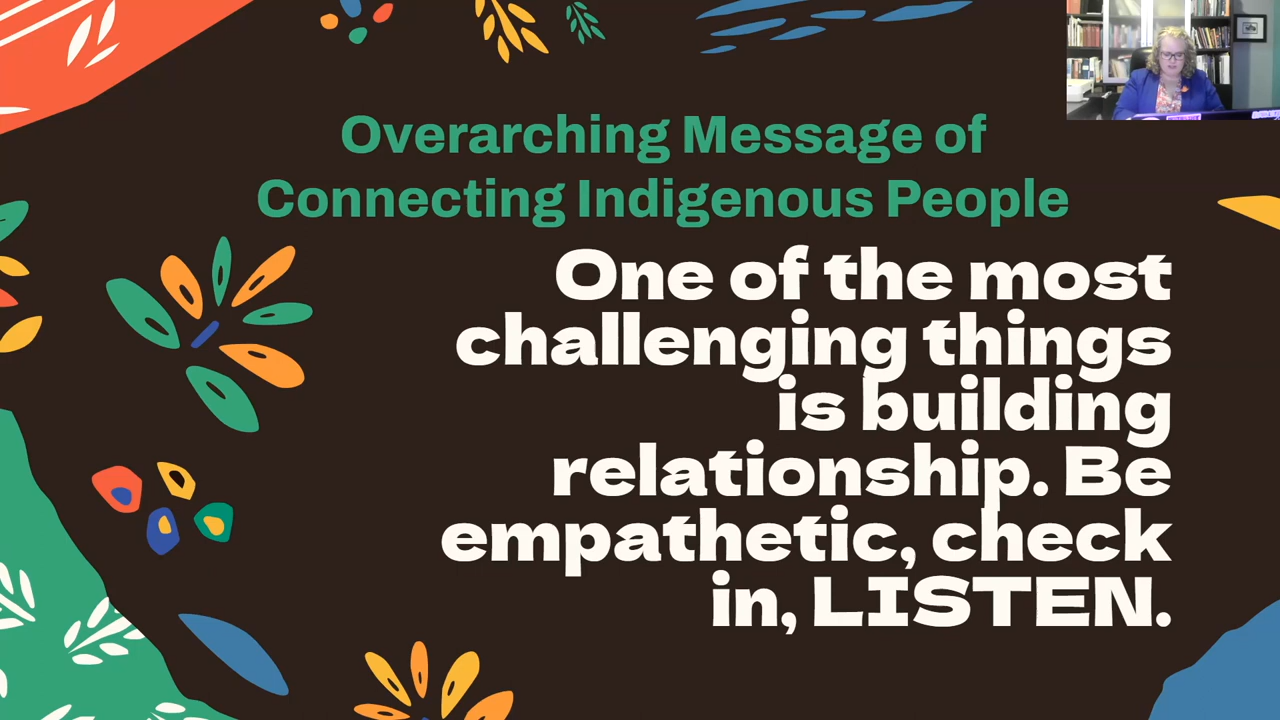 Overarching Message of
Connecting Indigenous People
One of the most
challenging things
is building
relationship. Be
empathetic, check
in, LISTEN.